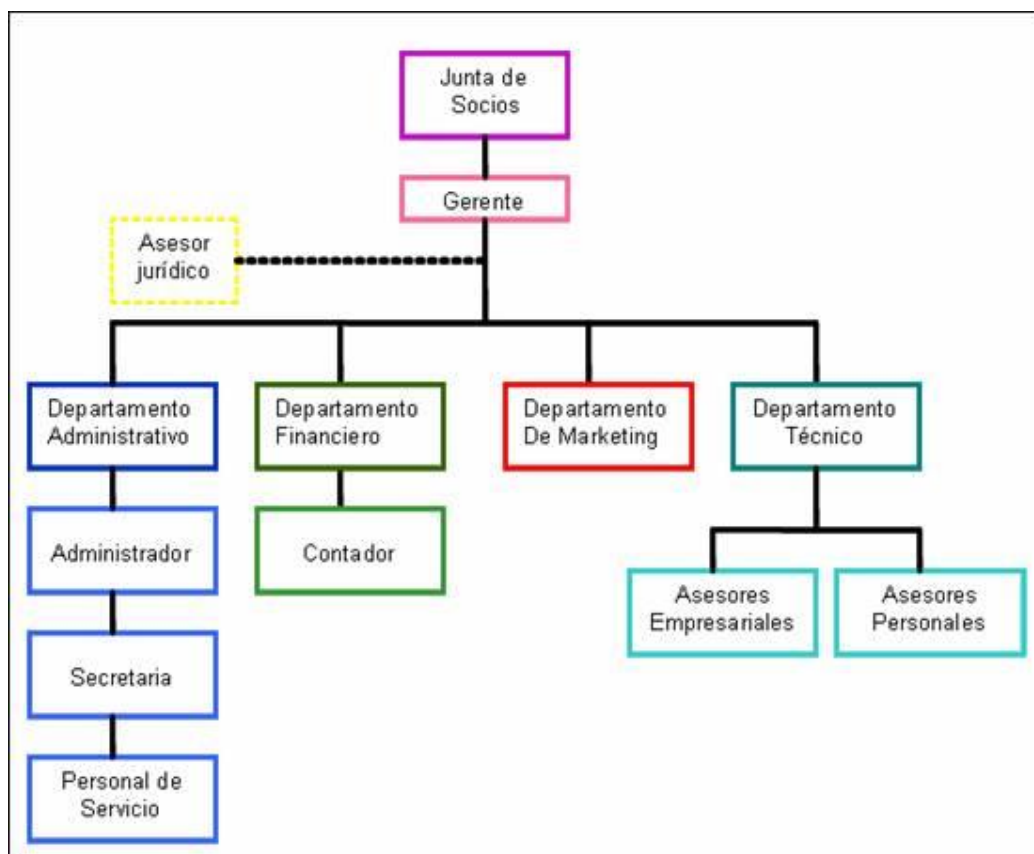 Junta de
Socios
Gerente
Asesor
jurídico
Departamento
Administrativo
Departamento
Financiero
Departamento
De Marketing
Departamento
Técnico
Administrador
Contador
Asesores
Empresariales
Asesores
Personales
Secretaria
Personal de
Servicio